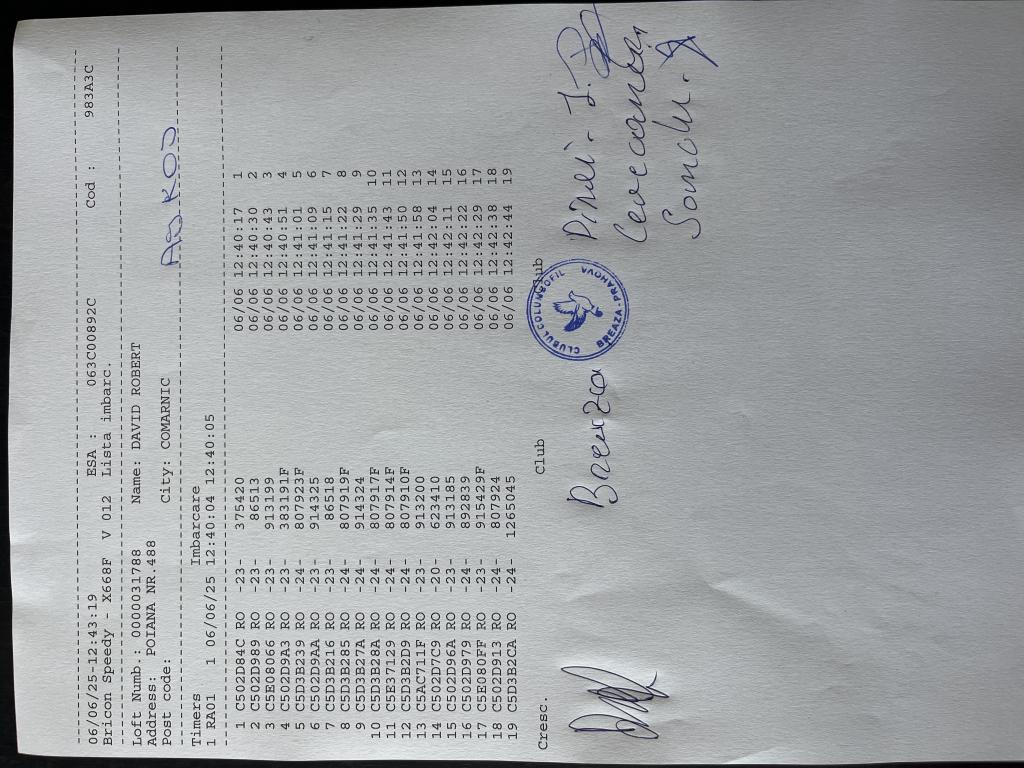 06/06/25-12:43:19 ESA : 063C00892C Cod : 983A3C
Bricon Speedy - X668F V 012 Lista imbarc.
Loft Numb.: 0000031788 Name: DAVID ROBERT
Address: POIANA NR.488
Post code: City: COMARNIC
Timers Imbarcare
1 RA01 1 06/06/25 12:40:04 12:40:05
1 C502D84C RO -23- 375420 06/06 12:40:17 1
2 C502D989 RO -23- 86513 06/06 12:40:30 2
3 C5E08066 RO -23- 913199 06/06 12:40:43 3
4 C502D9A3 RO -23- 383191F 06/06 12:40:51 4
5 C5D3B239 RO -24- 807923F 06/06 12:41:01 5
6 C502D9AA RO -23- 914325 06/06 12:41:09 6
7 C5D3B216 RO -23- 86518 06/06 12:41:15 7
8 C5D3B285 RO -24- 807919F 06/06 12:41:22 8
9 C5D3B27A RO -24- 914324 06/06 12:41:29 9
10 C5D3B28A RO -24- 807917F 06/06 12:41:35 10
11 C5E37129 RO -24- 807914F 06/06 12:41:43 11
12 C5D3B2D9 RO -24- 807910F 06/06 12:41:50 12
13 C5AC711F RO -23- 913200 06/06 12:41:58 13
14 C502D7C9 RO -20- 623410 06/06 12:42:04 14
15 C502D96A RO -23- 913185 06/06 12:42:11 15
16 C502D979 RO -24- 892839 06/06 12:42:22 16
17 C5E080FF RO -23- 915429F 06/06 12:42:29 17
18 C502D913 RO -24- 807924 06/06 12:42:38 18
19 C5D3B2CA RO -24- 1265045 06/06 12:42:44 19
Cresc. Club Club
Breaza
CLUBUL COLUMBOFIL
BREAZA-PRAHOVA